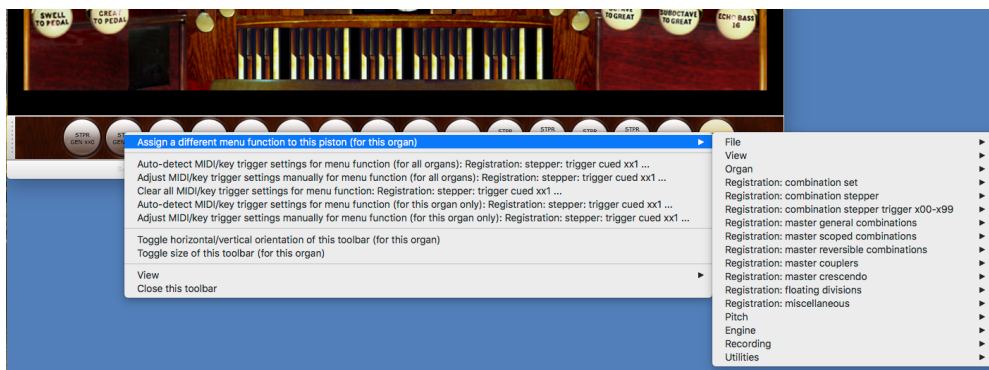 SWELL
TO PEDAL
GREAT
TO PEDAL
TO GREAT
SUBOCTAVE
TO GREAT
ECHO BASS
16
STPR
GEN xx0
STPR
STPR
STPR
STPR
Assign a different menu function to this piston (for this organ)
Auto-detect MIDI/key trigger settings for menu function (for all organs): Registration: stepper: trigger cued xx1 ...
Adjust MIDI/key trigger settings manually for menu function (for all organs): Registration: stepper: trigger cued xx1 ...
Clear all MIDI/key trigger settings for menu function: Registration: stepper: trigger cued xx1 ...
Auto-detect MIDI/key trigger settings for menu function (for this organ only): Registration: stepper: trigger cued xx1 ...
Adjust MIDI/key trigger settings manually for menu function (for this organ only): Registration: stepper: trigger cued xx1 ...
Toggle horizontal/vertical orientation of this toolbar (for this organ)
Toggle size of this toolbar (for this organ)
View
Close this toolbar
File
View
Organ
Registration: combination set
Registration: combination stepper
Registration: combination stepper trigger x00-x99
Registration: master general combinations
Registration: master scoped combinations
Registration: master reversible combinations
Registration: master couplers
Registration: master crescendo
Registration: floating divisions
Registration: miscellaneous
Pitch
Engine
Recording
Utilities